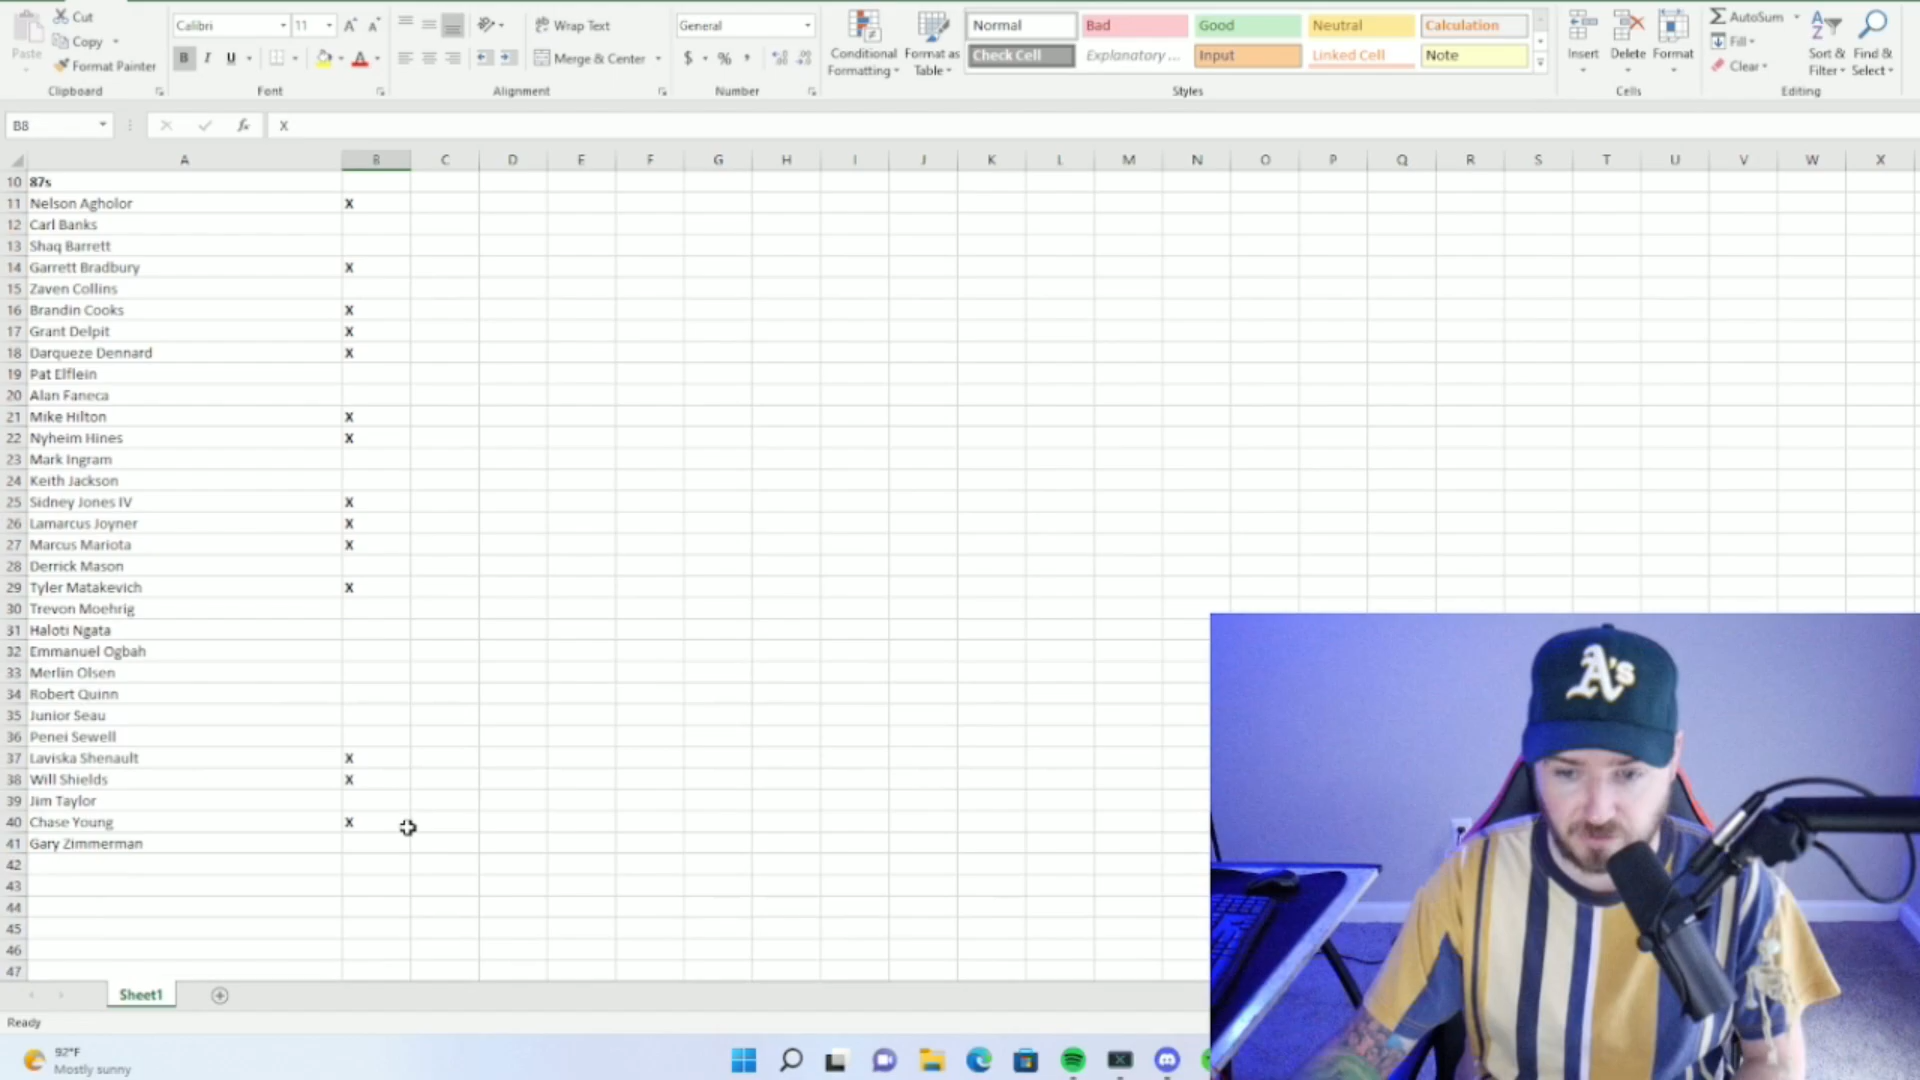 Cut
Calibri
11
Wrap Text
General
Normal
Bad
Good
Neutral
Calculation
AutoSum
Paste
Copy
Format Painter
B I U
A
Merge & Center
$ % ,
Conditional Formatting
Format as Table
Check Cell
Explanatory ...
Input
Linked Cell
Note
Insert
Delete
Format
Fill
Clear
Sort & Filter
Find & Select
Clipboard
Font
Alignment
Number
Styles
Cells
Editing
B8
fx
X
A B C D E F G H I J K L M N O P Q R S T U V W X
10 87s
11 Nelson Agholor X
12 Carl Banks
13 Shaq Barrett
14 Garrett Bradbury X
15 Zaven Collins
16 Brandin Cooks X
17 Grant Delpit X
18 Darqueze Dennard X
19 Pat Elflein
20 Alan Faneca
21 Mike Hilton X
22 Nyheim Hines X
23 Mark Ingram
24 Keith Jackson
25 Sidney Jones IV X
26 Lamarcus Joyner X
27 Marcus Mariota X
28 Derrick Mason
29 Tyler Matakevich X
30 Trevon Moehrig
31 Haloti Ngata
32 Emmanuel Ogbah
33 Merlin Olsen
34 Robert Quinn
35 Junior Seau
36 Penei Sewell
37 Laviska Shenault X
38 Will Shields X
39 Jim Taylor
40 Chase Young X
41 Gary Zimmerman
42
43
44
45
46
47
A's
Sheet1
Ready
92°F
Mostly sunny